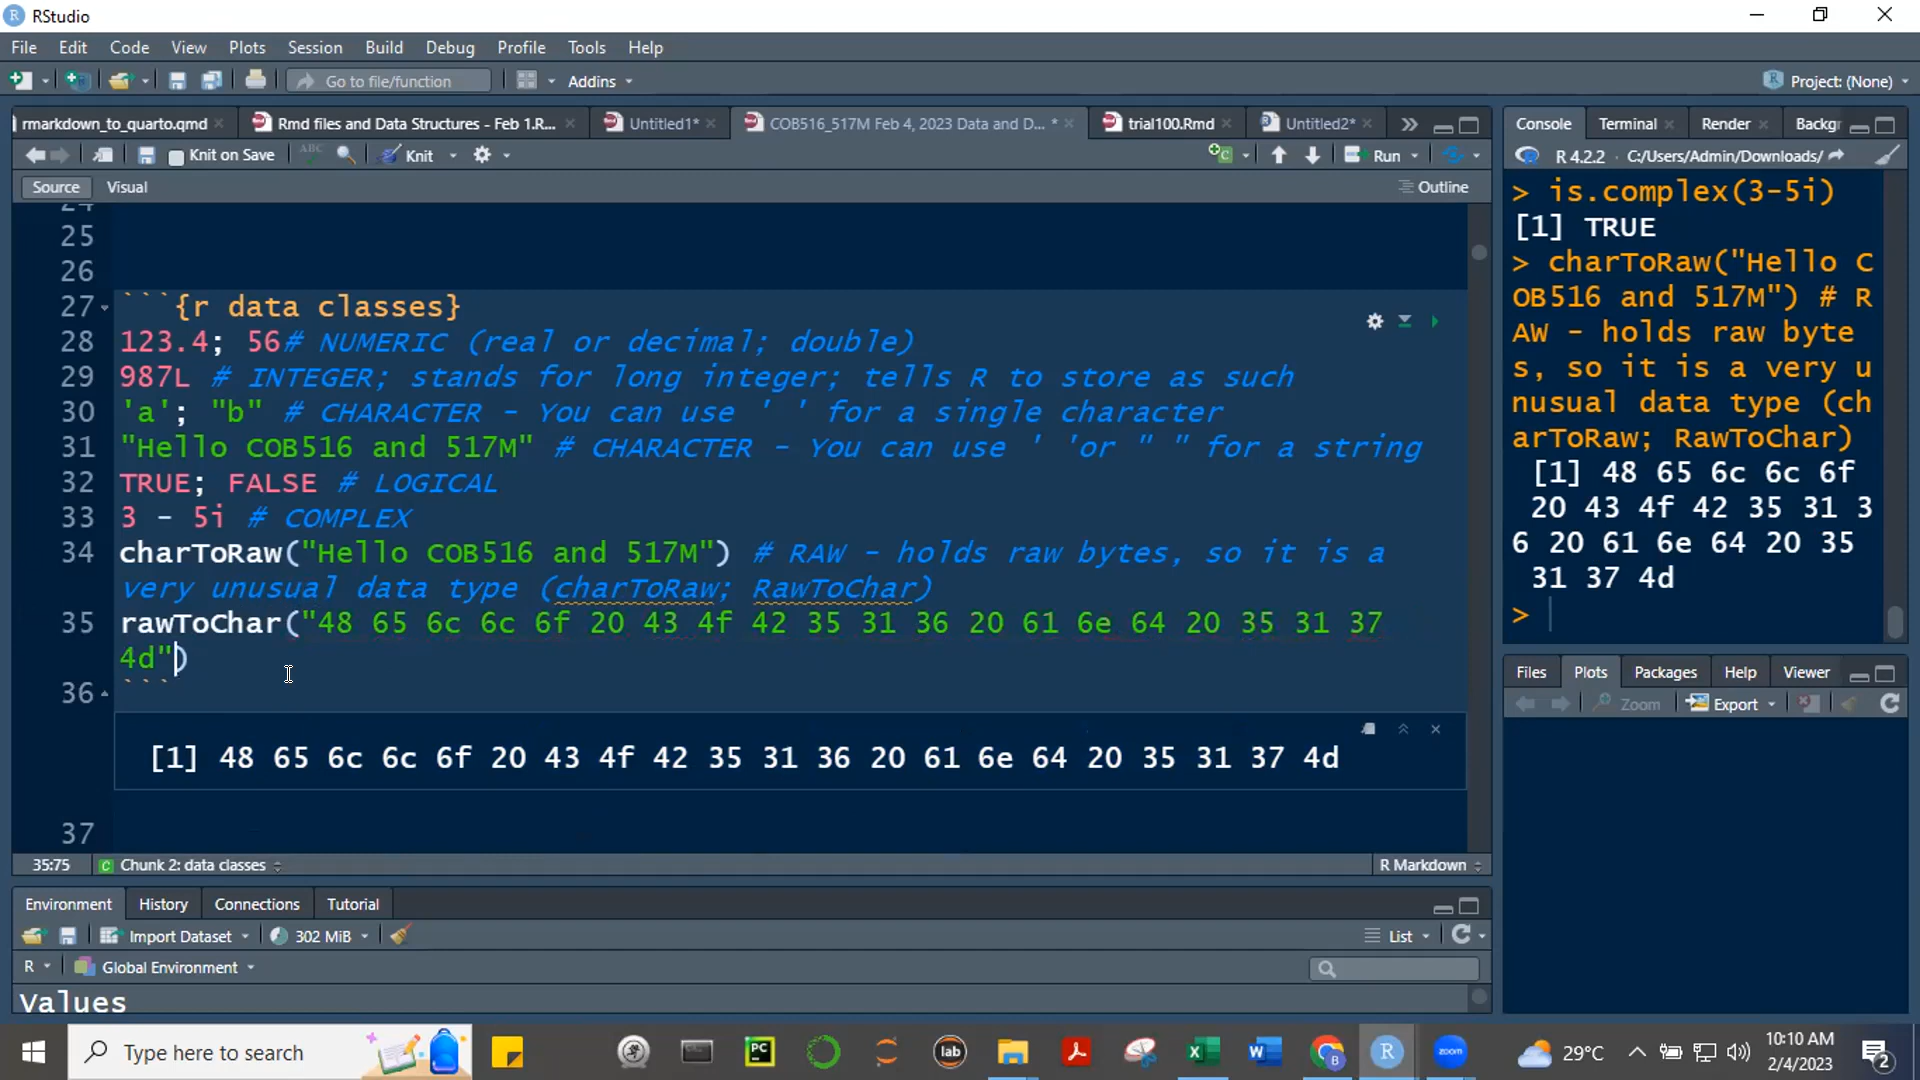 RStudio
File Edit Code View Plots Session Build Debug Profile Tools Help
Go to file/function Addins Project: (None)
rmarkdown_to_quarto.qmd Rmd files and Data Structures - Feb 1.R... Untitled1* COB516_517M Feb 4, 2023 Data and D... * trial100.Rmd Untitled2*
Knit on Save ABC Knit Run
Source Visual Outline
24
25
26
27 ```{r data classes}
28 123.4; 56# NUMERIC (real or decimal; double)
29 987L # INTEGER; stands for long integer; tells R to store as such
30 'a'; "b" # CHARACTER - You can use ' ' for a single character
31 "Hello COB516 and 517M" # CHARACTER - You can use ' 'or " " for a string
32 TRUE; FALSE # LOGICAL
33 3 - 5i # COMPLEX
34 charToRaw("Hello COB516 and 517M") # RAW - holds raw bytes, so it is a
very unusual data type (charToRaw; RawToChar)
35 rawToChar("48 65 6c 6c 6f 20 43 4f 42 35 31 36 20 61 6e 64 20 35 31 37
4d")
36 ```
[1] 48 65 6c 6c 6f 20 43 4f 42 35 31 36 20 61 6e 64 20 35 31 37 4d
37
35:75 C Chunk 2: data classes R Markdown
Environment History Connections Tutorial
Import Dataset 302 MiB List
R Global Environment
Values
Console Terminal Render Backgr
R 4.2.2 · C:/Users/Admin/Downloads/
> is.complex(3-5i)
[1] TRUE
> charToRaw("Hello C
OB516 and 517M") # R
AW - holds raw byte
s, so it is a very u
nusual data type (ch
arToRaw; RawToChar)
[1] 48 65 6c 6c 6f
20 43 4f 42 35 31 3
6 20 61 6e 64 20 35
31 37 4d
>
Files Plots Packages Help Viewer
Zoom Export
Type here to search PC lab X W B R zoom 29°C 10:10 AM
2/4/2023 2